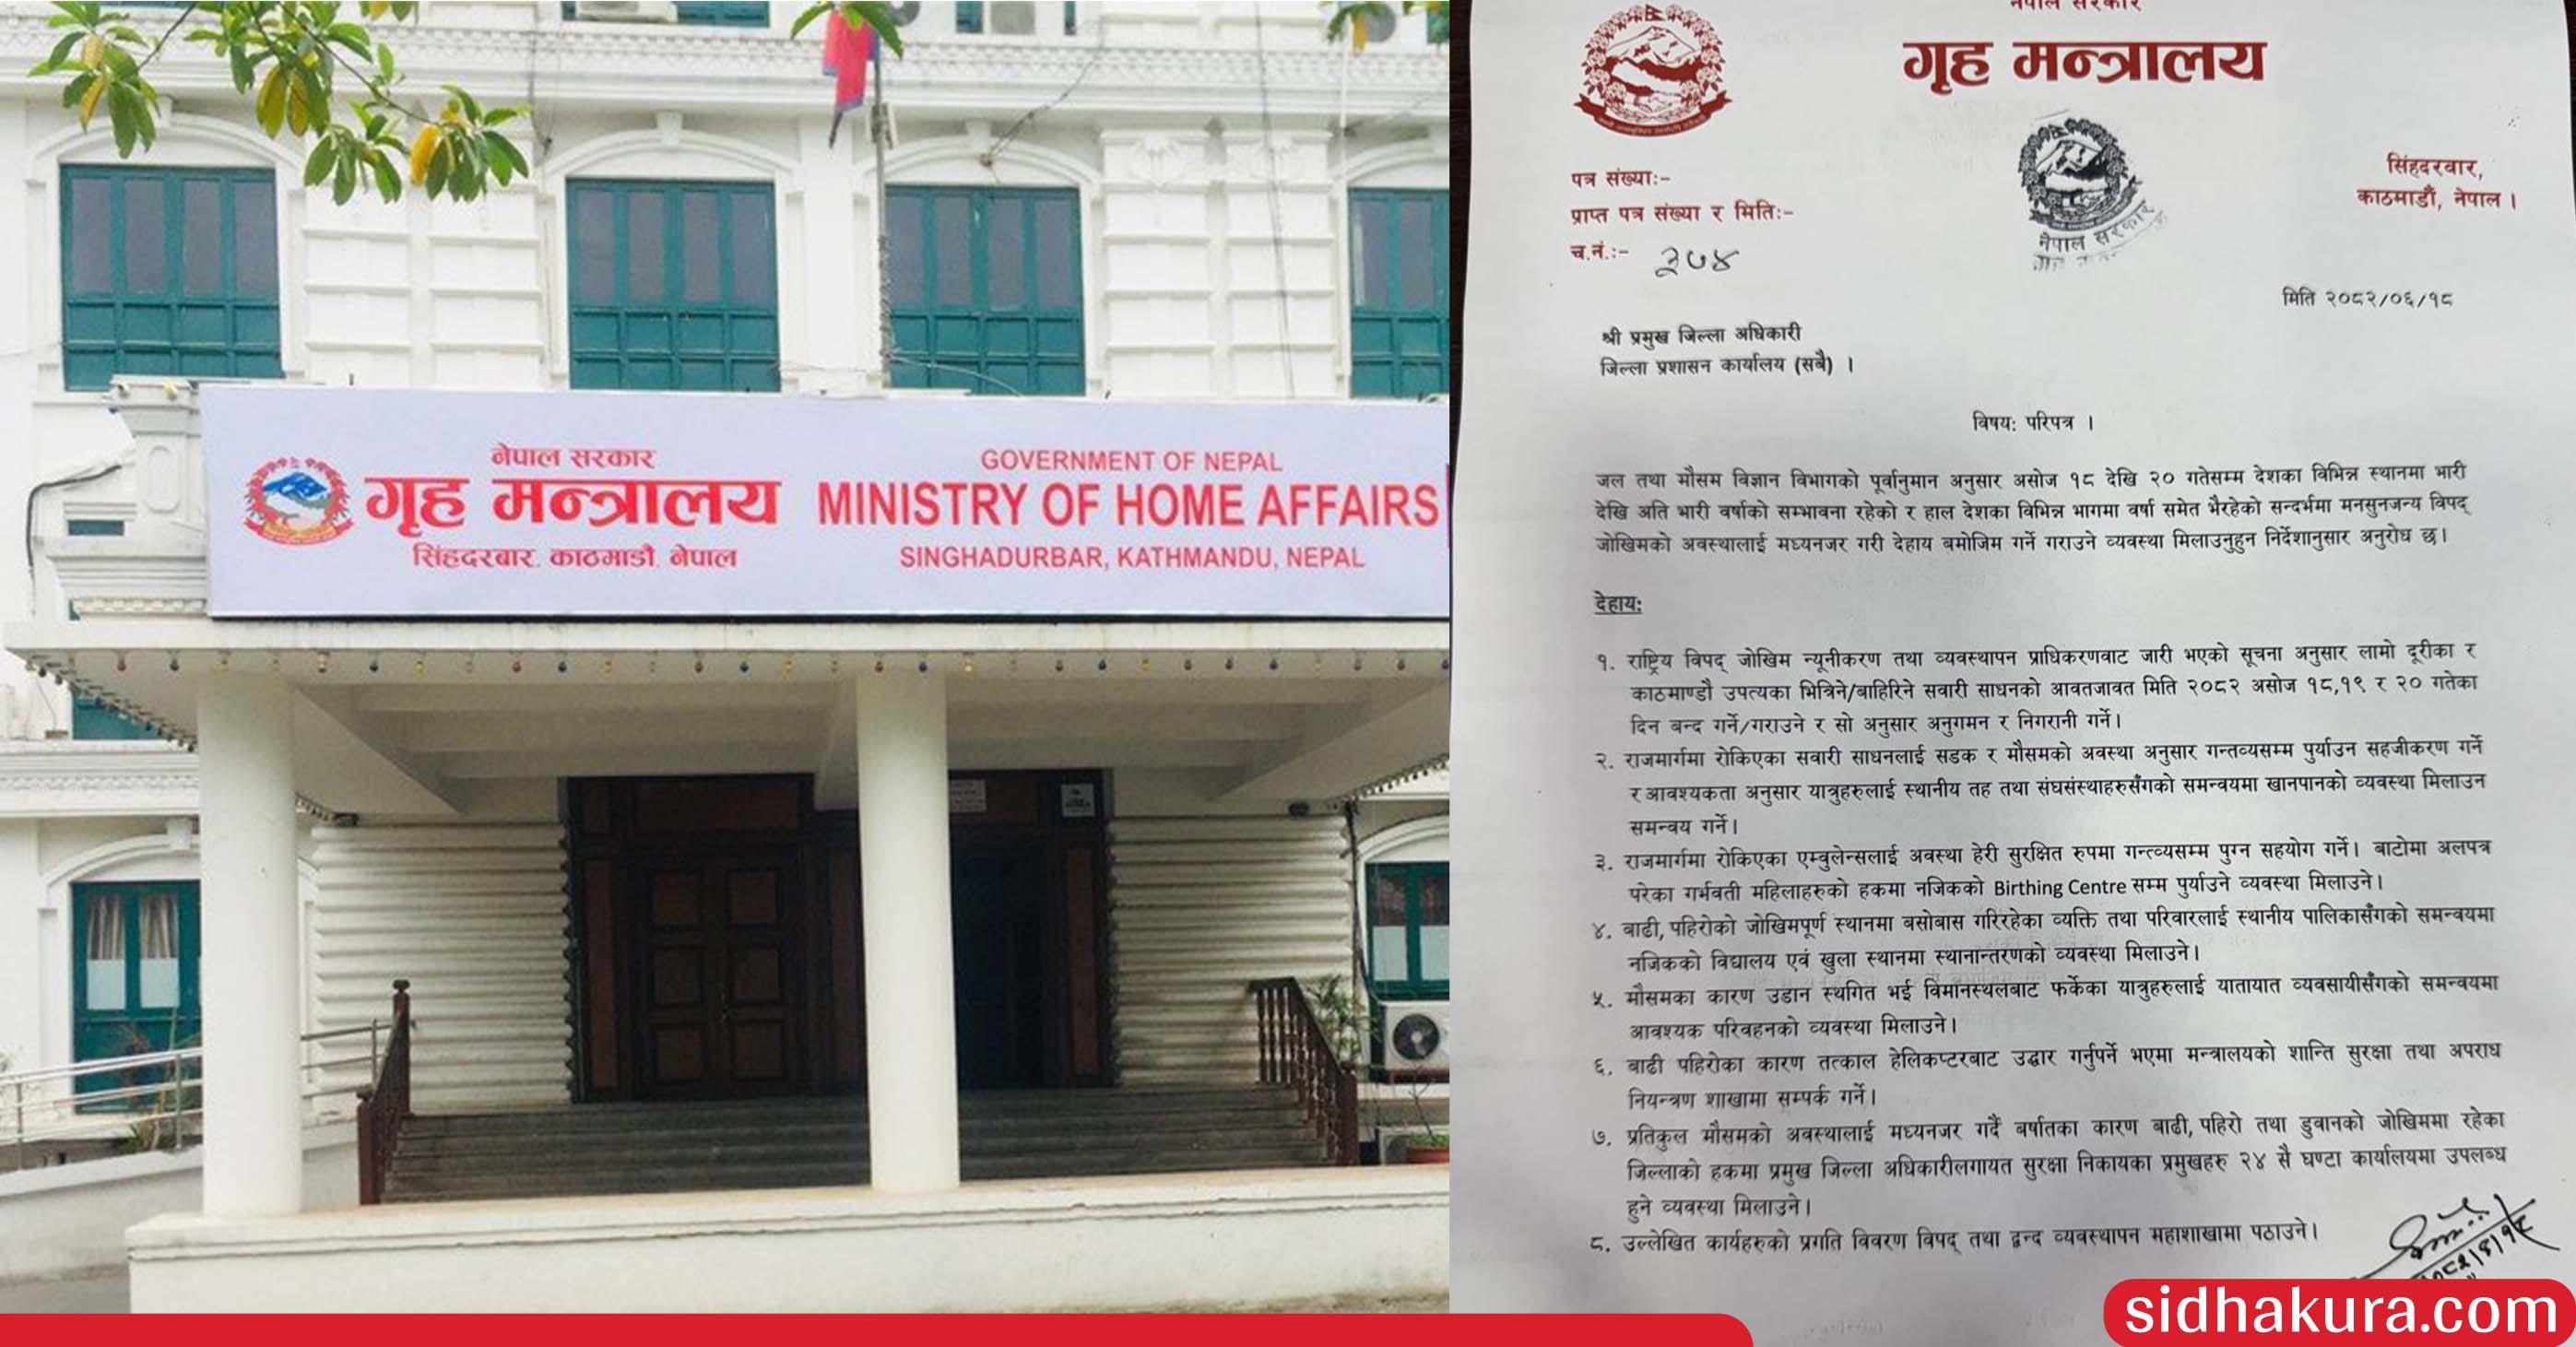 नेपाल सरकार
गृह मन्त्रालय
सिंहदरबार, काठमाडौं, नेपाल
GOVERNMENT OF NEPAL
MINISTRY OF HOME AFFAIRS
SINGHADURBAR, KATHMANDU, NEPAL
नेपाल सरकार
गृह मन्त्रालय
सिंहदरवार,
काठमाडौं, नेपाल ।
पत्र संख्या:-
प्राप्त पत्र संख्या र मिति:-
च.नं.:- ३७४
नेपाल सरकार
मिति २०८२/०६/१८
श्री प्रमुख जिल्ला अधिकारी
जिल्ला प्रशासन कार्यालय (सबै) ।
विषय: परिपत्र ।
जल तथा मौसम विज्ञान विभागको पूर्वानुमान अनुसार असोज १८ देखि २० गतेसम्म देशका विभिन्न स्थानमा भारी
देखि अति भारी वर्षाको सम्भावना रहेको र हाल देशका विभिन्न भागमा वर्षा समेत भैरहेको सन्दर्भमा मनसुनजन्य विपद्
जोखिमको अवस्थालाई मध्यनजर गरी देहाय बमोजिम गर्ने गराउने व्यवस्था मिलाउनुहुन निर्देशानुसार अनुरोध छ।
देहाय:
१. राष्ट्रिय विपद् जोखिम न्यूनीकरण तथा व्यवस्थापन प्राधिकरणवाट जारी भएको सूचना अनुसार लामो दूरीका र
काठमाण्डौ उपत्यका भित्रिने/बाहिरिने सवारी साधनको आवतजावत मिति २०८२ असोज १८,१९ र २० गतेका
दिन बन्द गर्ने/गराउने र सो अनुसार अनुगमन र निगरानी गर्ने।
२. राजमार्गमा रोकिएका सवारी साधनलाई सडक र मौसमको अवस्था अनुसार गन्तव्यसम्म पुर्याउन सहजीकरण गर्ने
र आवश्यकता अनुसार यात्रुहरुलाई स्थानीय तह तथा संघसंस्थाहरुसँगको समन्वयमा खानपानको व्यवस्था मिलाउन
समन्वय गर्ने।
३. राजमार्गमा रोकिएका एम्वुलेन्सलाई अवस्था हेरी सुरक्षित रुपमा गन्त्व्यसम्म पुग्न सहयोग गर्ने। बाटोमा अलपत्र
परेका गर्भवती महिलाहरुको हकमा नजिकको Birthing Centre सम्म पुर्याउने व्यवस्था मिलाउने।
४. बाढी, पहिरोको जोखिमपूर्ण स्थानमा बसोबास गरिरहेका व्यक्ति तथा परिवारलाई स्थानीय पालिकासँगको समन्वयमा
नजिकको विद्यालय एवं खुला स्थानमा स्थानान्तरणको व्यवस्था मिलाउने।
५. मौसमका कारण उडान स्थगित भई विमानस्थलबाट फर्केका यात्रुहरुलाई यातायात व्यवसायीसँगको समन्वयमा
आवश्यक परिवहनको व्यवस्था मिलाउने।
६. बाढी पहिरोका कारण तत्काल हेलिकप्टरबाट उद्धार गर्नुपर्ने भएमा मन्त्रालयको शान्ति सुरक्षा तथा अपराध
नियन्त्रण शाखामा सम्पर्क गर्ने।
७. प्रतिकुल मौसमको अवस्थालाई मध्यनजर गर्दै बर्षातका कारण बाढी, पहिरो तथा डुवानको जोखिममा रहेका
जिल्लाको हकमा प्रमुख जिल्ला अधिकारीलगायत सुरक्षा निकायका प्रमुखहरु २४ सै घण्टा कार्यालयमा उपलब्ध
हुने व्यवस्था मिलाउने।
८. उल्लेखित कार्यहरुको प्रगति विवरण विपद् तथा द्वन्द व्यवस्थापन महाशाखामा पठाउने।
sidhakura.com